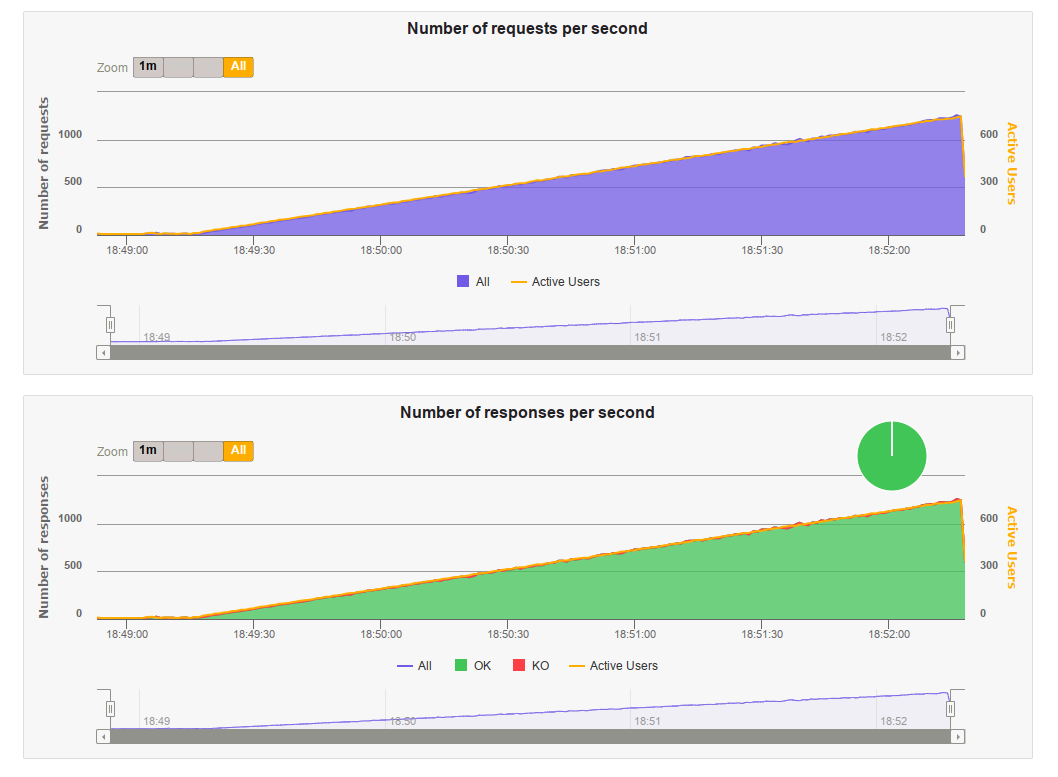 Number of requests per second
Zoom 1m All
Number of requests
1000
500
0
600
300
0
Active Users
18:49:00 18:49:30 18:50:00 18:50:30 18:51:00 18:51:30 18:52:00
All Active Users
18:49 18:50 18:51 18:52
Number of responses per second
Zoom 1m All
Number of responses
1000
500
0
600
300
0
Active Users
18:49:00 18:49:30 18:50:00 18:50:30 18:51:00 18:51:30 18:52:00
All OK KO Active Users
18:49 18:50 18:51 18:52